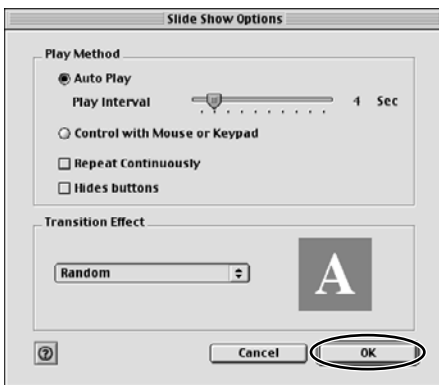 Slide Show Options
Play Method
Auto Play
Play Interval 4 Sec
Control with Mouse or Keypad
Repeat Continuously
Hides buttons
Transition Effect
Random
A
? Cancel OK